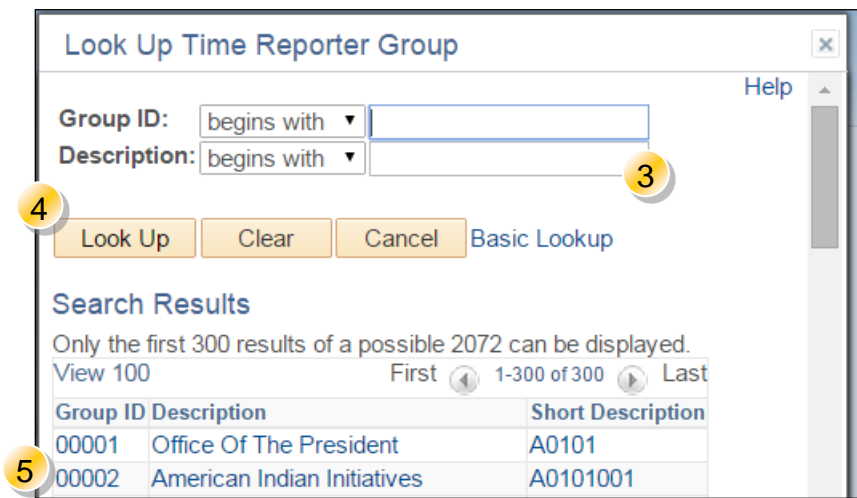 Look Up Time Reporter Group
×
Help
Group ID: begins with
Description: begins with
3
4
Look Up Clear Cancel Basic Lookup
Search Results
Only the first 300 results of a possible 2072 can be displayed.
View 100 First 1-300 of 300 Last
Group ID Description Short Description
00001 Office Of The President A0101
5 00002 American Indian Initiatives A0101001